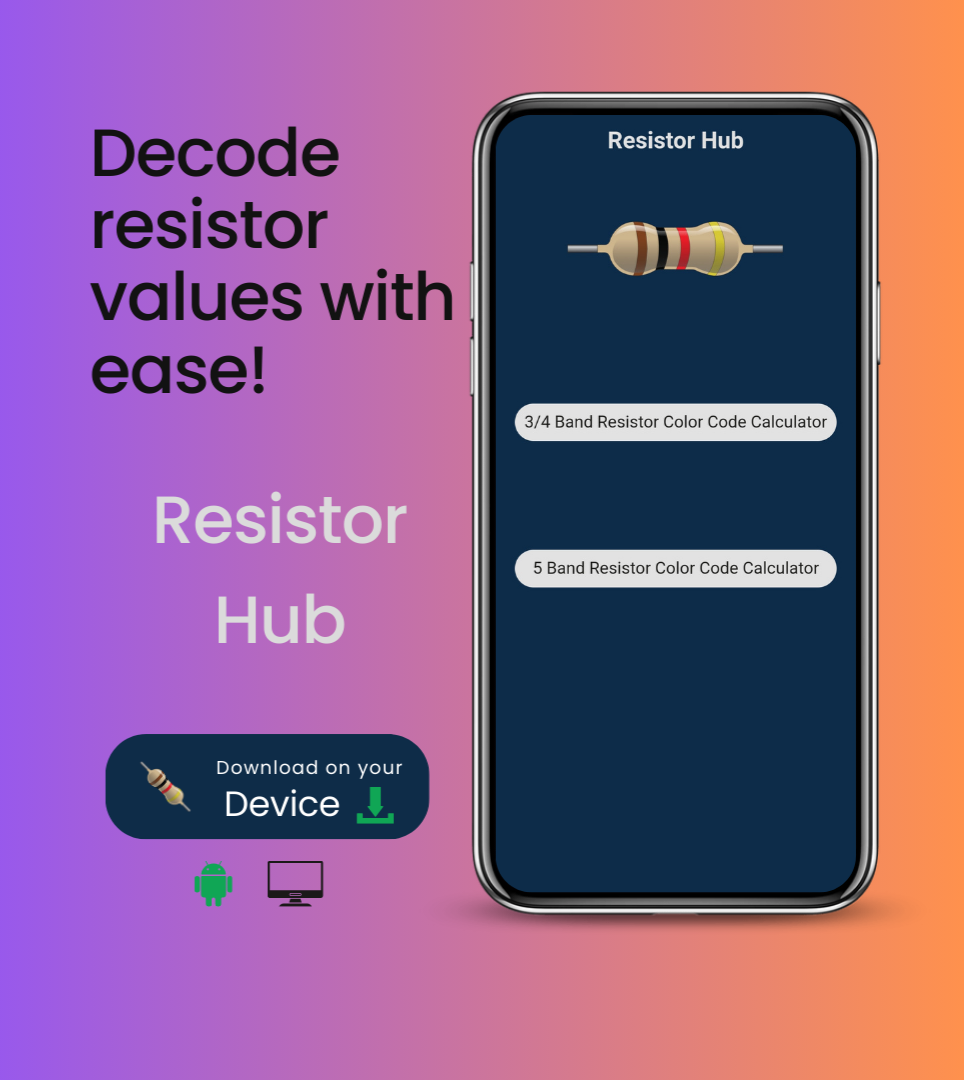 Decode
resistor
values with
ease!
Resistor
Hub
Download on your
Device
Resistor Hub
3/4 Band Resistor Color Code Calculator
5 Band Resistor Color Code Calculator